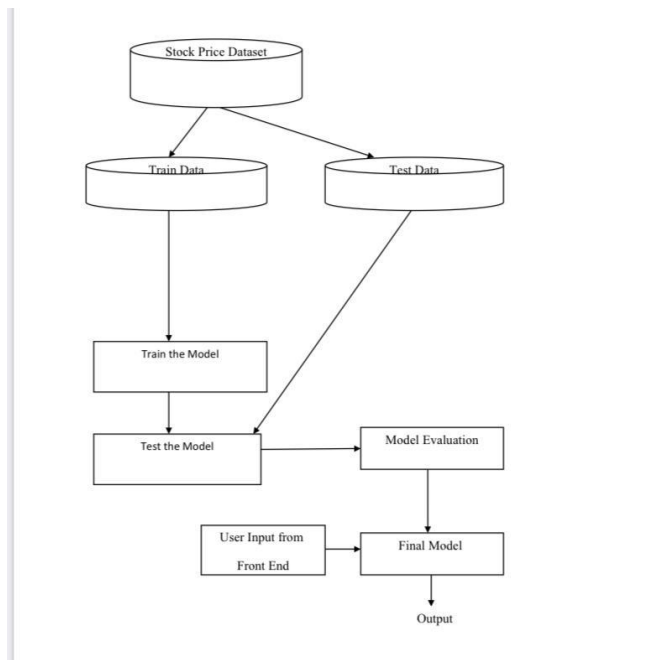 Stock Price Dataset
Train Data
Test Data
Train the Model
Test the Model
Model Evaluation
User Input from
Front End
Final Model
Output